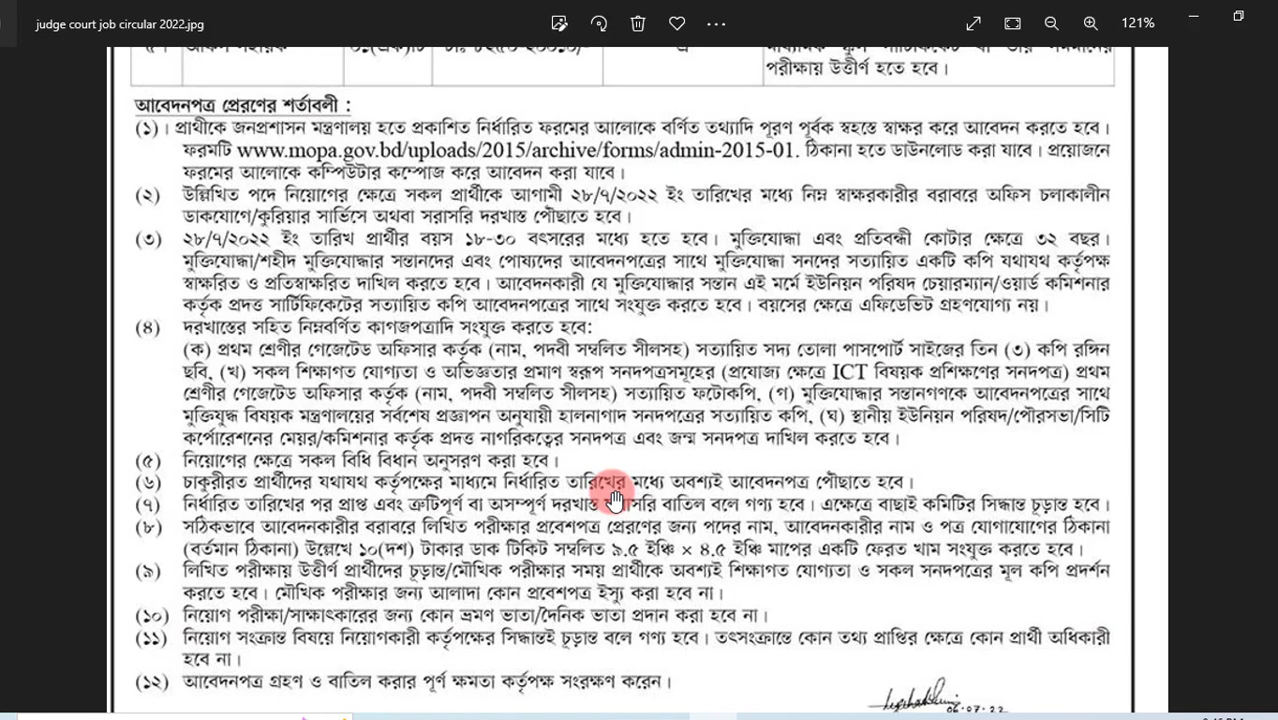 judge court job circular 2022.jpg
121%
পরীক্ষায় উত্তীর্ণ হতে হবে।
আবেদনপত্র প্রেরণের শর্তাবলী :
(১)। প্রার্থীকে জনপ্রশাসন মন্ত্রণালয় হতে প্রকাশিত নির্ধারিত ফরমের আলোকে বর্ণিত তথ্যাদি পূরণ পূর্বক স্বহস্তে স্বাক্ষর করে আবেদন করতে হবে।
ফরমটি www.mopa.gov.bd/uploads/2015/archive/forms/admin-2015-01. ঠিকানা হতে ডাউনলোড করা যাবে। প্রয়োজনে
ফরমের আলোকে কম্পিউটার কম্পোজ করে আবেদন করা যাবে।
(২) উল্লিখিত পদে নিয়োগের ক্ষেত্রে সকল প্রার্থীকে আগামী ২৮/৭/২০২২ ইং তারিখের মধ্যে নিম্ন স্বাক্ষরকারীর বরাবরে অফিস চলাকালীন
ডাকযোগে/কুরিয়ার সার্ভিসে অথবা সরাসরি দরখাস্ত পৌঁছাতে হবে।
(৩) ২৮/৭/২০২২ ইং তারিখ প্রার্থীর বয়স ১৮-৩০ বৎসরের মধ্যে হতে হবে। মুক্তিযোদ্ধা এবং প্রতিবন্ধী কোটার ক্ষেত্রে ৩২ বছর।
মুক্তিযোদ্ধা/শহীদ মুক্তিযোদ্ধার সন্তানদের এবং পোষ্যদের আবেদনপত্রের সাথে মুক্তিযোদ্ধা সনদের সত্যায়িত একটি কপি যথাযথ কর্তৃপক্ষ
স্বাক্ষরিত ও প্রতিস্বাক্ষরিত দাখিল করতে হবে। আবেদনকারী যে মুক্তিযোদ্ধার সন্তান এই মর্মে ইউনিয়ন পরিষদ চেয়ারম্যান/ওয়ার্ড কমিশনার
কর্তৃক প্রদত্ত সার্টিফিকেটের সত্যায়িত কপি আবেদনপত্রের সাথে সংযুক্ত করতে হবে। বয়সের ক্ষেত্রে এফিডেভিট গ্রহণযোগ্য নয়।
(৪) দরখাস্তের সহিত নিম্নবর্ণিত কাগজপত্রাদি সংযুক্ত করতে হবে:
(ক) প্রথম শ্রেণীর গেজেটেড অফিসার কর্তৃক (নাম, পদবী সম্বলিত সীলসহ) সত্যায়িত সদ্য তোলা পাসপোর্ট সাইজের তিন (৩) কপি রঙ্গিন
ছবি, (খ) সকল শিক্ষাগত যোগ্যতা ও অভিজ্ঞতার প্রমাণ স্বরূপ সনদপত্রসমূহের (প্রযোজ্য ক্ষেত্রে ICT বিষয়ক প্রশিক্ষণের সনদপত্র) প্রথম
শ্রেণীর গেজেটেড অফিসার কর্তৃক (নাম, পদবী সম্বলিত সীলসহ) সত্যায়িত ফটোকপি, (গ) মুক্তিযোদ্ধার সন্তানগণকে আবেদনপত্রের সাথে
মুক্তিযুদ্ধ বিষয়ক মন্ত্রণালয়ের সর্বশেষ প্রজ্ঞাপন অনুযায়ী হালনাগাদ সনদপত্রের সত্যায়িত কপি, (ঘ) স্থানীয় ইউনিয়ন পরিষদ/পৌরসভা/সিটি
কর্পোরেশনের মেয়র/কমিশনার কর্তৃক প্রদত্ত নাগরিকত্বের সনদপত্র এবং জন্ম সনদপত্র দাখিল করতে হবে।
(৫) নিয়োগের ক্ষেত্রে সকল বিধি বিধান অনুসরণ করা হবে।
(৬) চাকুরীরত প্রার্থীদের যথাযথ কর্তৃপক্ষের মাধ্যমে নির্ধারিত তারিখের মধ্যে অবশ্যই আবেদনপত্র পৌঁছাতে হবে।
(৭) নির্ধারিত তারিখের পর প্রাপ্ত এবং ত্রুটিপূর্ণ বা অসম্পূর্ণ দরখাস্ত সরাসরি বাতিল বলে গণ্য হবে। এক্ষেত্রে বাছাই কমিটির সিদ্ধান্ত চূড়ান্ত হবে।
(৮) সঠিকভাবে আবেদনকারীর বরাবরে লিখিত পরীক্ষার প্রবেশপত্র প্রেরণের জন্য পদের নাম, আবেদনকারীর নাম ও পত্র যোগাযোগের ঠিকানা
(বর্তমান ঠিকানা) উল্লেখে ১০(দশ) টাকার ডাক টিকিট সম্বলিত ৯.৫ ইঞ্চি × ৪.৫ ইঞ্চি মাপের একটি ফেরত খাম সংযুক্ত করতে হবে।
(৯) লিখিত পরীক্ষায় উত্তীর্ণ প্রার্থীদের চূড়ান্ত/মৌখিক পরীক্ষার সময় প্রার্থীকে অবশ্যই শিক্ষাগত যোগ্যতা ও সকল সনদপত্রের মূল কপি প্রদর্শন
করতে হবে। মৌখিক পরীক্ষার জন্য আলাদা কোন প্রবেশপত্র ইস্যু করা হবে না।
(১০) নিয়োগ পরীক্ষা/সাক্ষাৎকারের জন্য কোন ভ্রমণ ভাতা/দৈনিক ভাতা প্রদান করা হবে না।
(১১) নিয়োগ সংক্রান্ত বিষয়ে নিয়োগকারী কর্তৃপক্ষের সিদ্ধান্তই চূড়ান্ত বলে গণ্য হবে। তৎসংক্রান্তে কোন তথ্য প্রাপ্তির ক্ষেত্রে কোন প্রার্থী অধিকারী
হবে না।
(১২) আবেদনপত্র গ্রহণ ও বাতিল করার পূর্ণ ক্ষমতা কর্তৃপক্ষ সংরক্ষণ করেন।
06.07.22